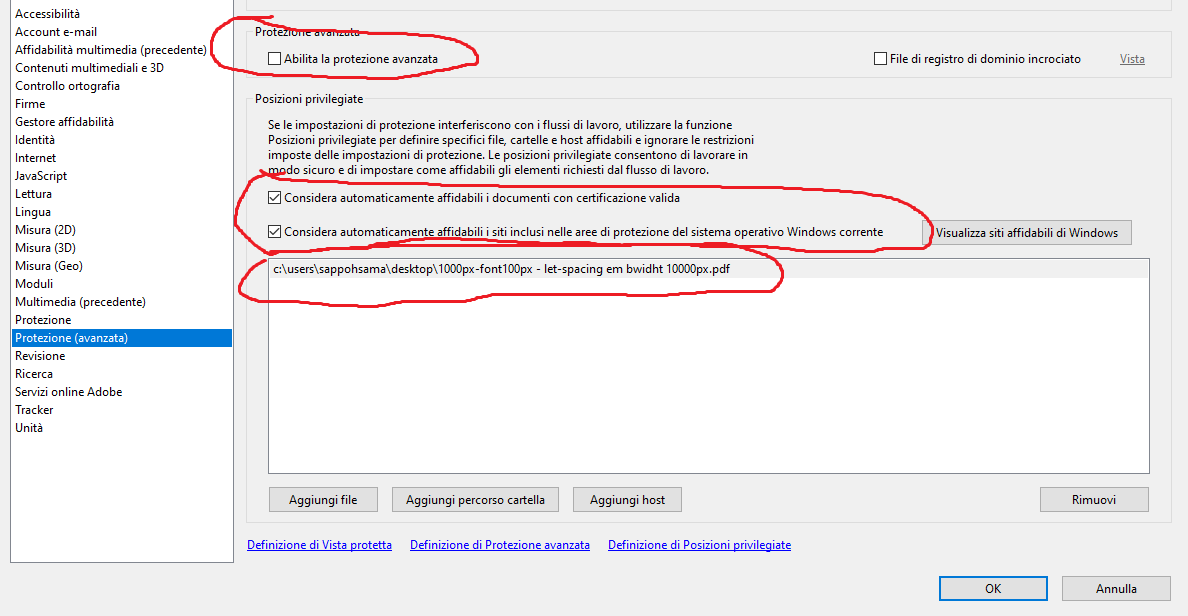 Accessibilità
Account e-mail
Affidabilità multimedia (precedente)
Contenuti multimediali e 3D
Controllo ortografia
Firme
Gestore affidabilità
Identità
Internet
JavaScript
Lettura
Lingua
Misura (2D)
Misura (3D)
Misura (Geo)
Moduli
Multimedia (precedente)
Protezione
Protezione (avanzata)
Revisione
Ricerca
Servizi online Adobe
Tracker
Unità
Protezione avanzata
Abilita la protezione avanzata
File di registro di dominio incrociato
Vista
Posizioni privilegiate
Se le impostazioni di protezione interferiscono con i flussi di lavoro, utilizzare la funzione
Posizioni privilegiate per definire specifici file, cartelle e host affidabili e ignorare le restrizioni
imposte delle impostazioni di protezione. Le posizioni privilegiate consentono di lavorare in
modo sicuro e di impostare come affidabili gli elementi richiesti dal flusso di lavoro.
Considera automaticamente affidabili i documenti con certificazione valida
Considera automaticamente affidabili i siti inclusi nelle aree di protezione del sistema operativo Windows corrente
Visualizza siti affidabili di Windows
c:\users\sappohsama\desktop\1000px-font100px - let-spacing em bwidht 10000px.pdf
Aggiungi file
Aggiungi percorso cartella
Aggiungi host
Rimuovi
Definizione di Vista protetta
Definizione di Protezione avanzata
Definizione di Posizioni privilegiate
OK
Annulla